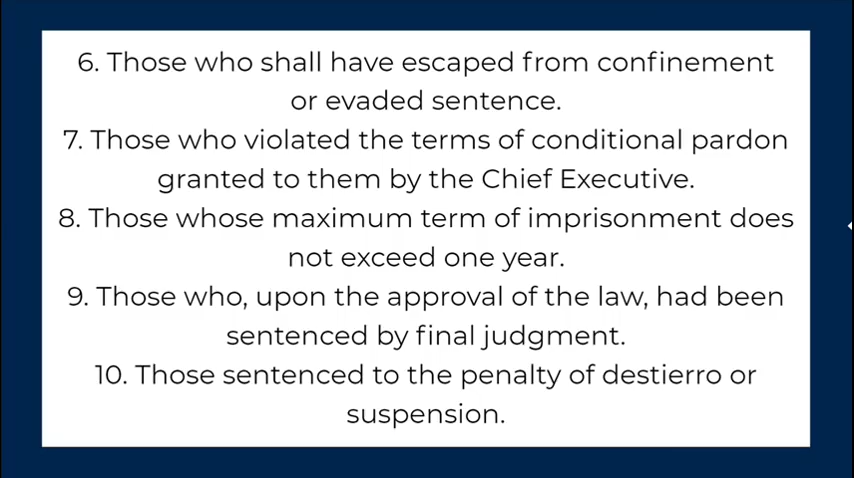 6. Those who shall have escaped from confinement
or evaded sentence.
7. Those who violated the terms of conditional pardon
granted to them by the Chief Executive.
8. Those whose maximum term of imprisonment does
not exceed one year.
9. Those who, upon the approval of the law, had been
sentenced by final judgment.
10. Those sentenced to the penalty of destierro or
suspension.